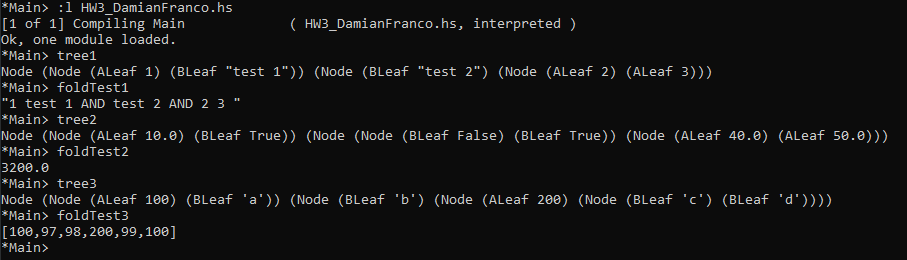 *Main> :l HW3_DamianFranco.hs
[1 of 1] Compiling Main             ( HW3_DamianFranco.hs, interpreted )
Ok, one module loaded.
*Main> tree1
Node (Node (ALeaf 1) (BLeaf "test 1")) (Node (BLeaf "test 2") (Node (ALeaf 2) (ALeaf 3)))
*Main> foldTest1
"1 test 1 AND test 2 AND 2 3 "
*Main> tree2
Node (Node (ALeaf 10.0) (BLeaf True)) (Node (Node (BLeaf False) (BLeaf True)) (Node (ALeaf 40.0) (ALeaf 50.0)))
*Main> foldTest2
3200.0
*Main> tree3
Node (Node (ALeaf 100) (BLeaf 'a')) (Node (BLeaf 'b') (Node (ALeaf 200) (Node (BLeaf 'c') (BLeaf 'd'))))
*Main> foldTest3
[100,97,98,200,99,100]
*Main>